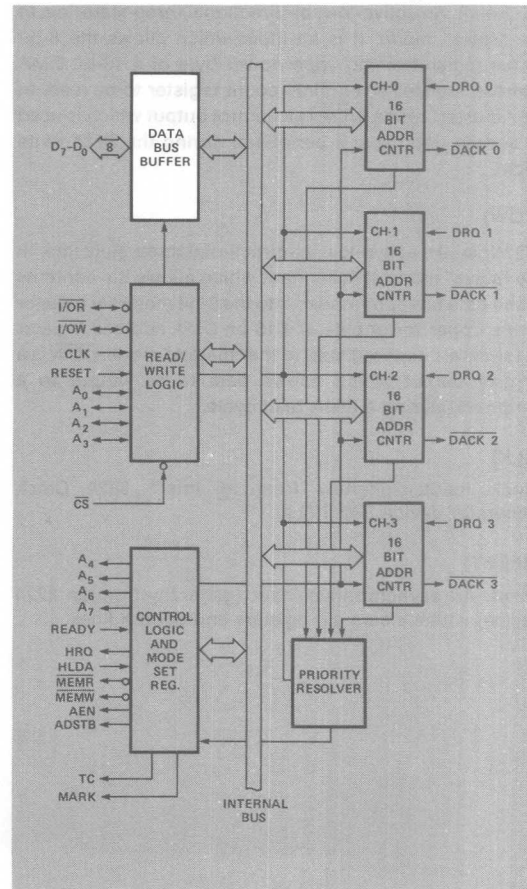 D₇-D₀
8
DATA
BUS
BUFFER
I/OR
I/OW
CLK
RESET
A₀
A₁
A₂
A₃
CS
READ/
WRITE
LOGIC
A₄
A₅
A₆
A₇
READY
HRQ
HLDA
MEMR
MEMW
AEN
ADSTB
TC
MARK
CONTROL
LOGIC
AND
MODE
SET
REG.
INTERNAL
BUS
CH-0
16
BIT
ADDR
CNTR
DRQ 0
DACK 0
CH-1
16
BIT
ADDR
CNTR
DRQ 1
DACK 1
CH-2
16
BIT
ADDR
CNTR
DRQ 2
DACK 2
CH-3
16
BIT
ADDR
CNTR
DRQ 3
DACK 3
PRIORITY
RESOLVER